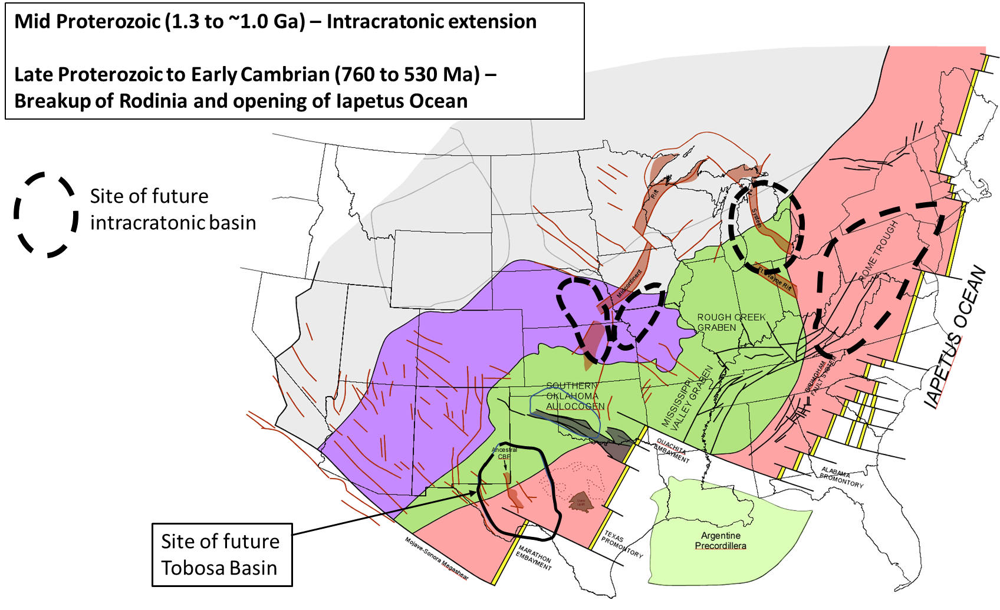 Mid Proterozoic (1.3 to ~1.0 Ga) – Intracratonic extension
Late Proterozoic to Early Cambrian (760 to 530 Ma) –
Breakup of Rodinia and opening of Iapetus Ocean
Site of future
intracratonic basin
Rift
System
Midcontinent
Ft Wayne Rift
ROME TROUGH
IAPETUS OCEAN
ROUGH CREEK
GRABEN
BIRMINGHAM
FAULT SYSTEM
MISSISSIPPI
VALLEY GRABEN
SOUTHERN
OKLAHOMA
AULOCOGEN
OUACHITA
EMBAYMENT
ALABAMA
PROMONTORY
Ancestral
CBP
Llano
Uplift
Site of future
Tobosa Basin
Mojave-Sonora Megashear
MARATHON
EMBAYMENT
TEXAS
PROMONTORY
Argentine
Precordillera